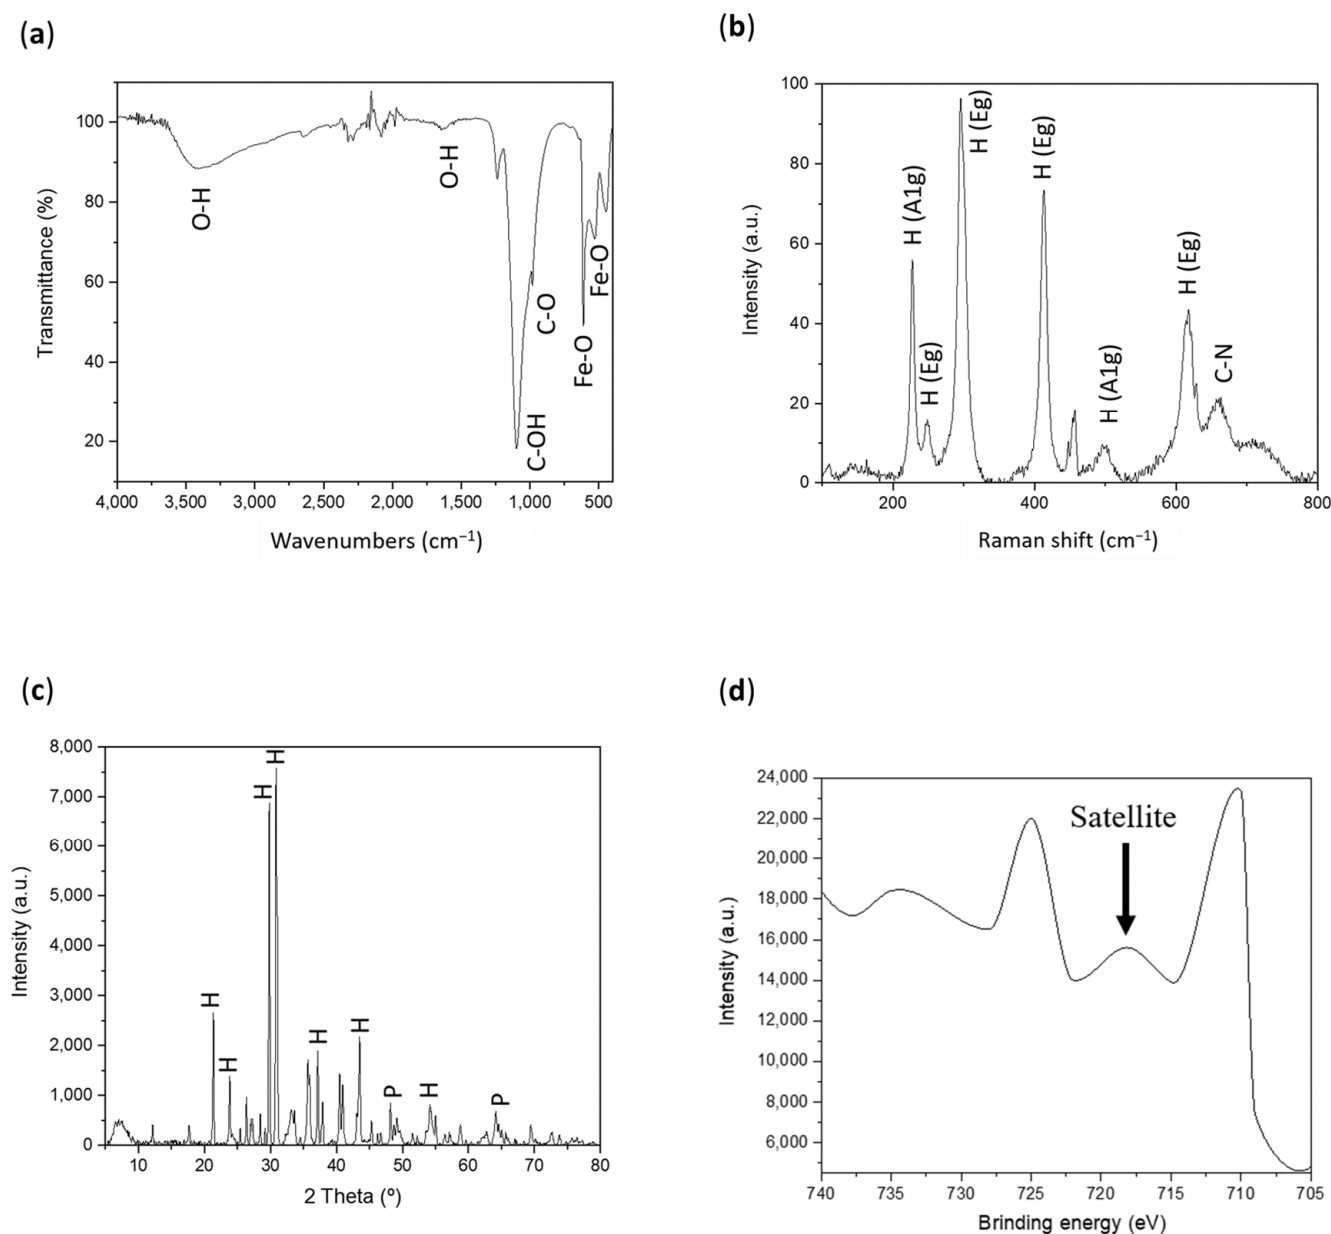 (a)
100
80
60
40
20
4,000 3,500 3,000 2,500 2,000 1,500 1,000 500
Transmittance (%)
Wavenumbers (cm⁻¹)
O-H
O-H
C-OH
C-O
Fe-O
Fe-O
(b)
100
80
60
40
20
0
200 400 600 800
Intensity (a.u.)
Raman shift (cm⁻¹)
H (A1g)
H (Eg)
H (Eg)
H (Eg)
H (A1g)
H (Eg)
C-N
(c)
8,000
7,000
6,000
5,000
4,000
3,000
2,000
1,000
0
10 20 30 40 50 60 70 80
Intensity (a.u.)
2 Theta (º)
H
H
H
H
H
H
P
H
P
(d)
24,000
22,000
20,000
18,000
16,000
14,000
12,000
10,000
8,000
6,000
740 735 730 725 720 715 710 705
Intensity (a.u.)
Brinding energy (eV)
Satellite